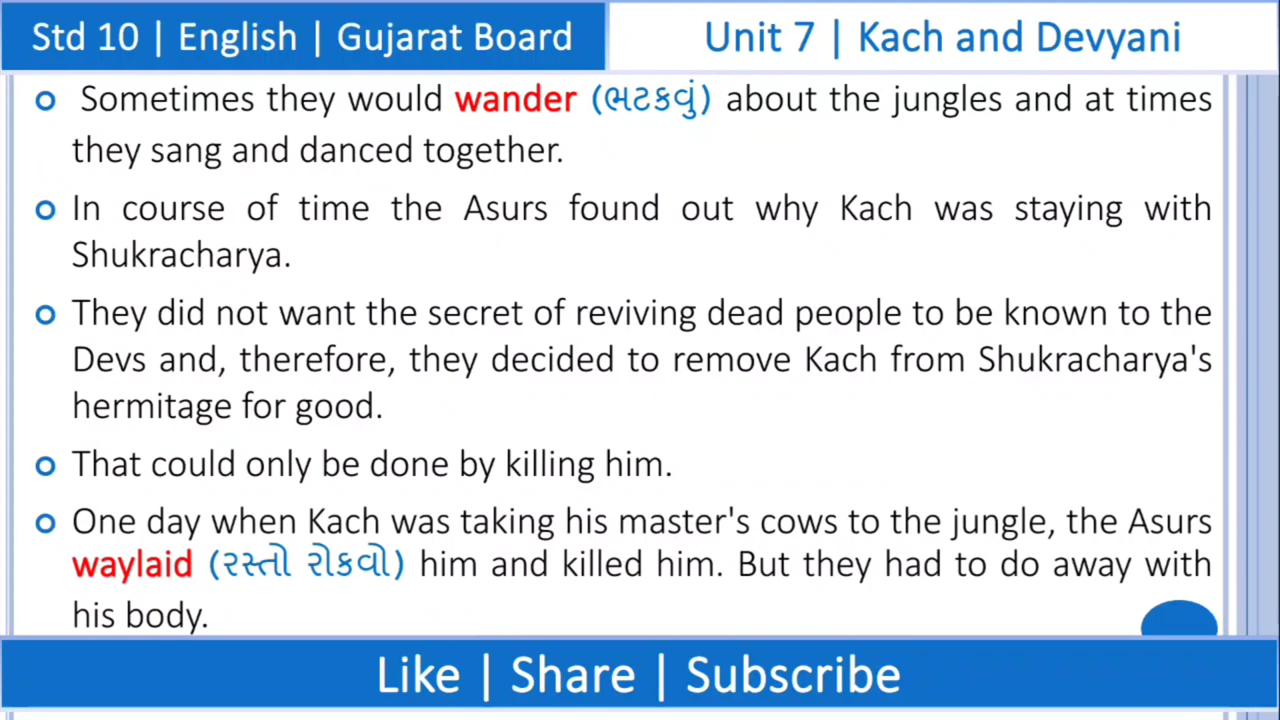 Std 10 | English | Gujarat Board
Unit 7 | Kach and Devyani
Sometimes they would wander (ભટકવું) about the jungles and at times
they sang and danced together.
In course of time the Asurs found out why Kach was staying with
Shukracharya.
They did not want the secret of reviving dead people to be known to the
Devs and, therefore, they decided to remove Kach from Shukracharya's
hermitage for good.
That could only be done by killing him.
One day when Kach was taking his master's cows to the jungle, the Asurs
waylaid (રસ્તો રોકવો) him and killed him. But they had to do away with
his body.
Like | Share | Subscribe